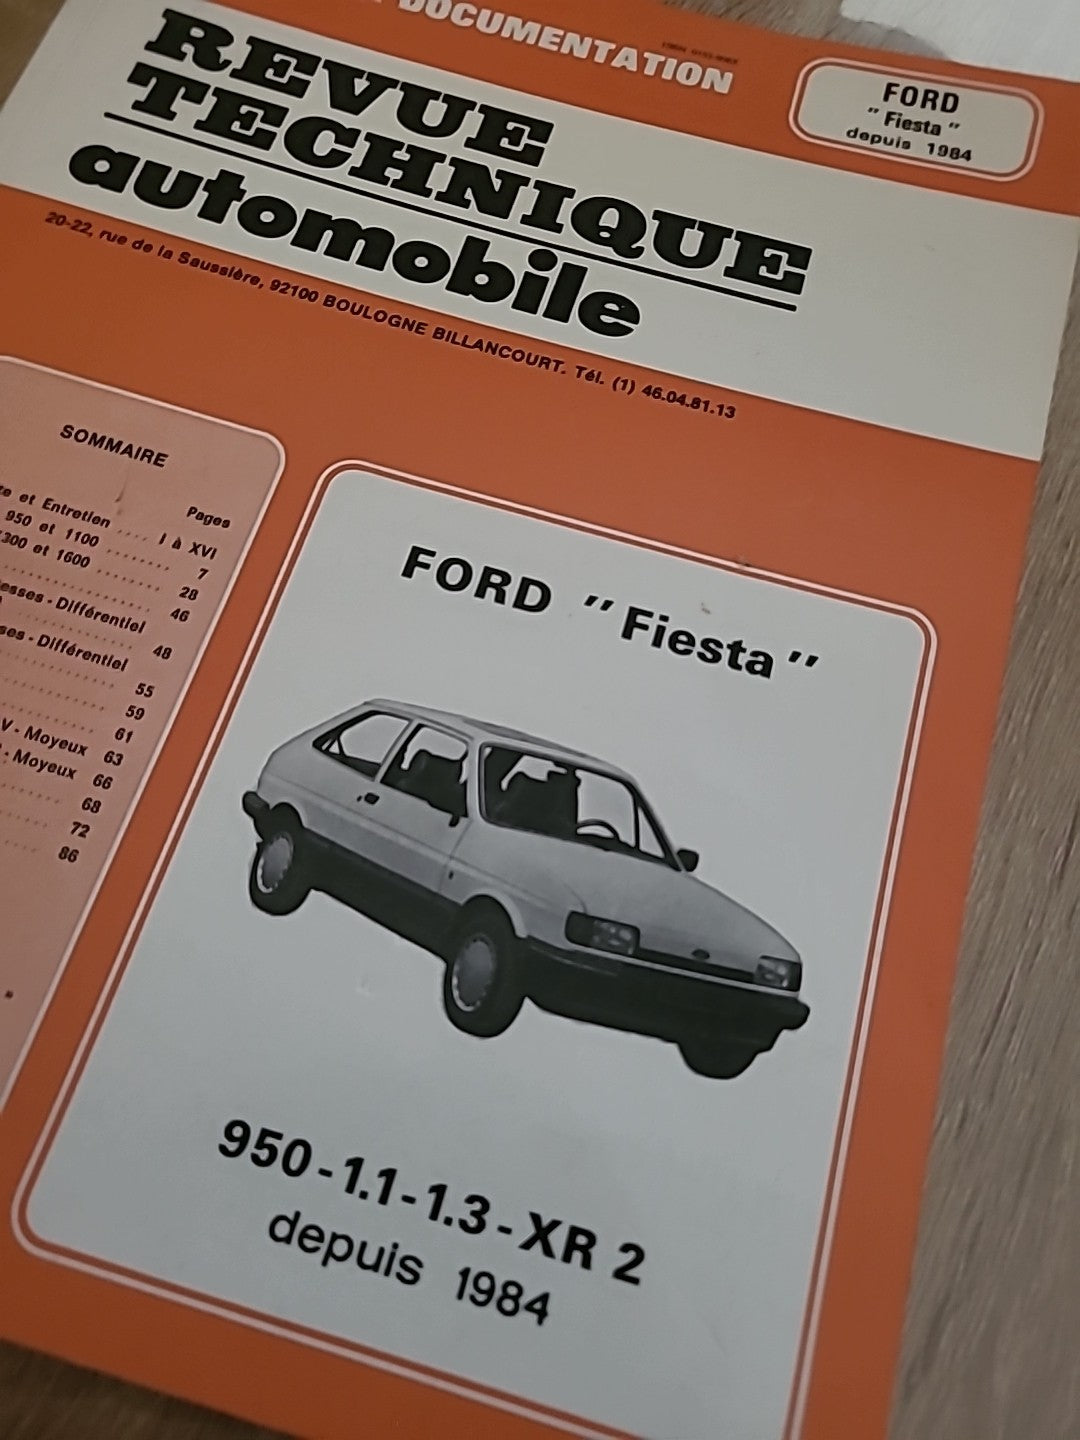 DOCUMENTATION
FORD
"Fiesta"
depuis 1984
REVUE
TECHNIQUE
automobile
20-22, rue de la Saussière, 92100 BOULOGNE BILLANCOURT. Tél. (1) 46.04.81.13
SOMMAIRE
Pages
et Entretien .... I à XVI
950 et 1100 ........ 7
300 et 1600 ........ 28
46
esses - Différentiel
48
ses - Différentiel
55
59
61
V - Moyeux 63
- Moyeux 66
68
72
86
FORD "Fiesta"
950 - 1.1 - 1.3 - XR 2
depuis 1984